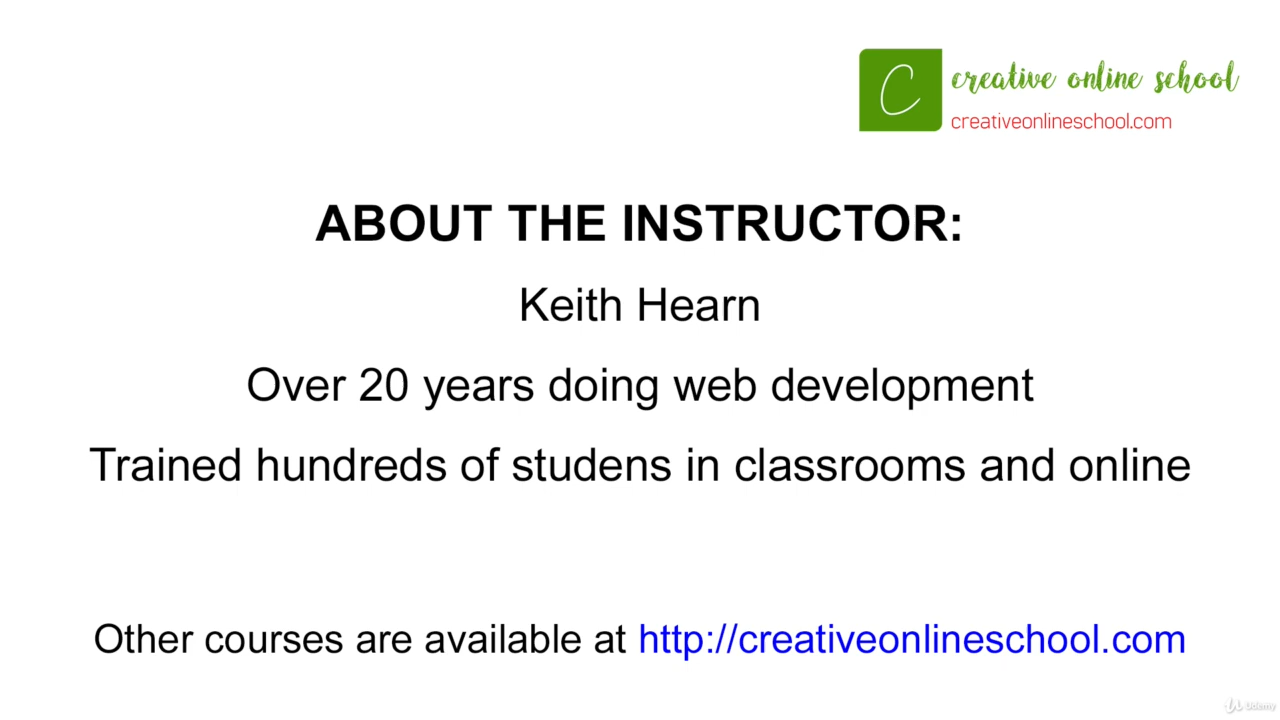 C
creative online school
creativeonlineschool.com
ABOUT THE INSTRUCTOR:
Keith Hearn
Over 20 years doing web development
Trained hundreds of studens in classrooms and online
Other courses are available at http://creativeonlineschool.com
Udemy